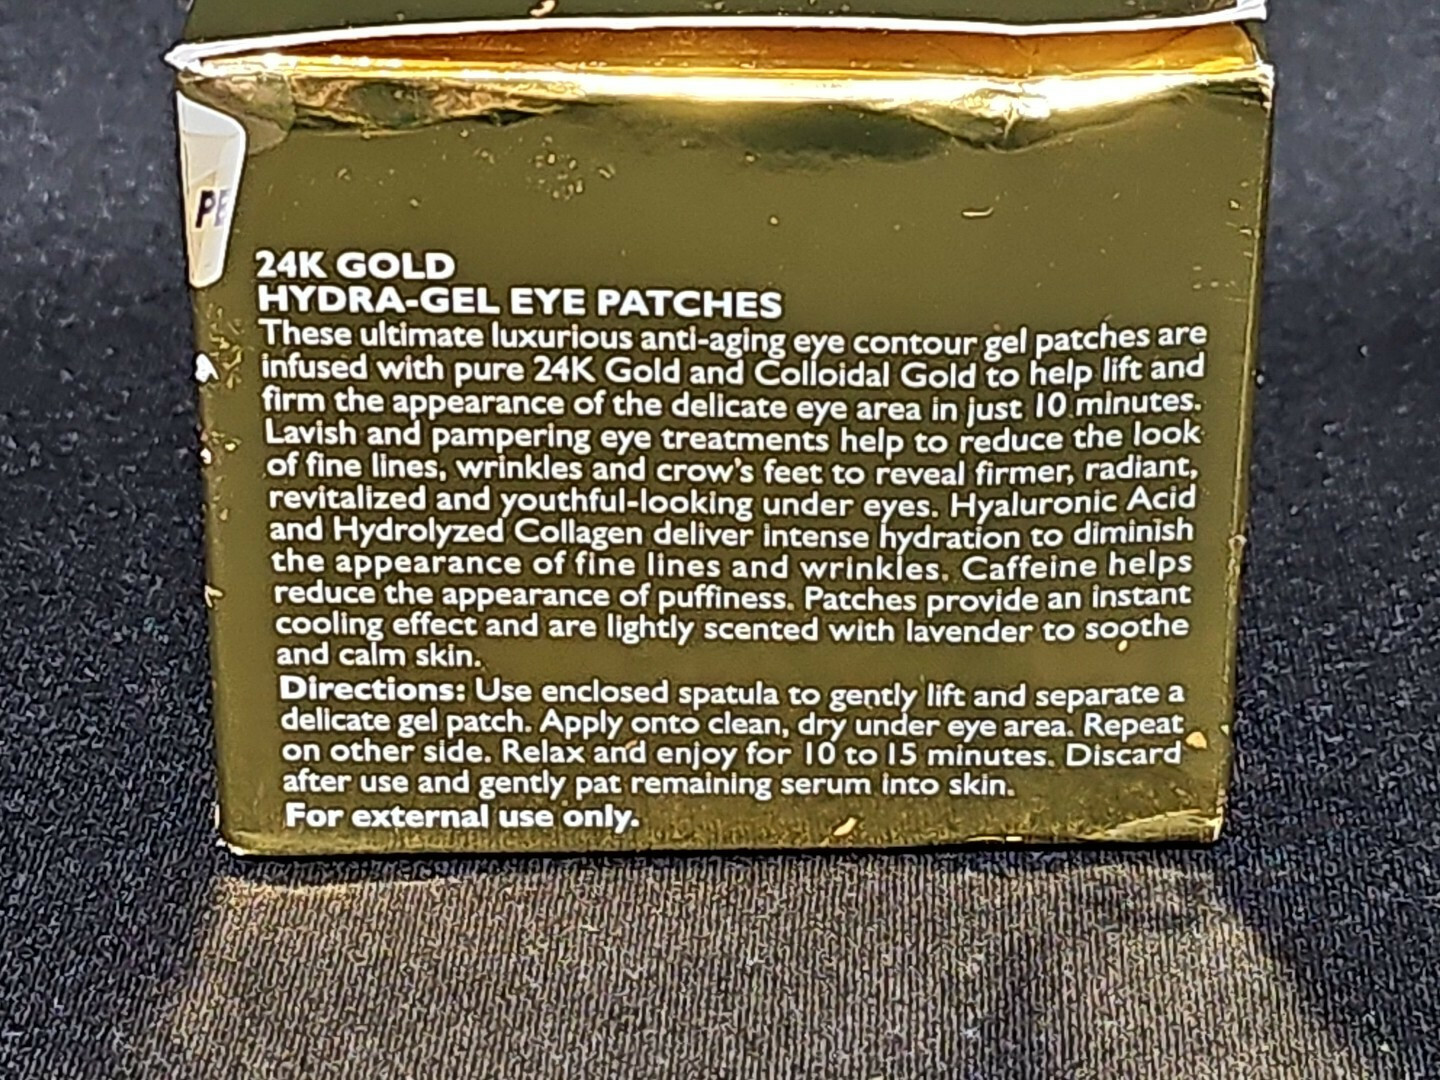 PE
24K GOLD
HYDRA-GEL EYE PATCHES
These ultimate luxurious anti-aging eye contour gel patches are
infused with pure 24K Gold and Colloidal Gold to help lift and
firm the appearance of the delicate eye area in just 10 minutes.
Lavish and pampering eye treatments help to reduce the look
of fine lines, wrinkles and crow's feet to reveal firmer, radiant,
revitalized and youthful-looking under eyes. Hyaluronic Acid
and Hydrolyzed Collagen deliver intense hydration to diminish
the appearance of fine lines and wrinkles. Caffeine helps
reduce the appearance of puffiness. Patches provide an instant
cooling effect and are lightly scented with lavender to soothe
and calm skin.
Directions: Use enclosed spatula to gently lift and separate a
delicate gel patch. Apply onto clean, dry under eye area. Repeat
on other side. Relax and enjoy for 10 to 15 minutes. Discard
after use and gently pat remaining serum into skin.
For external use only.